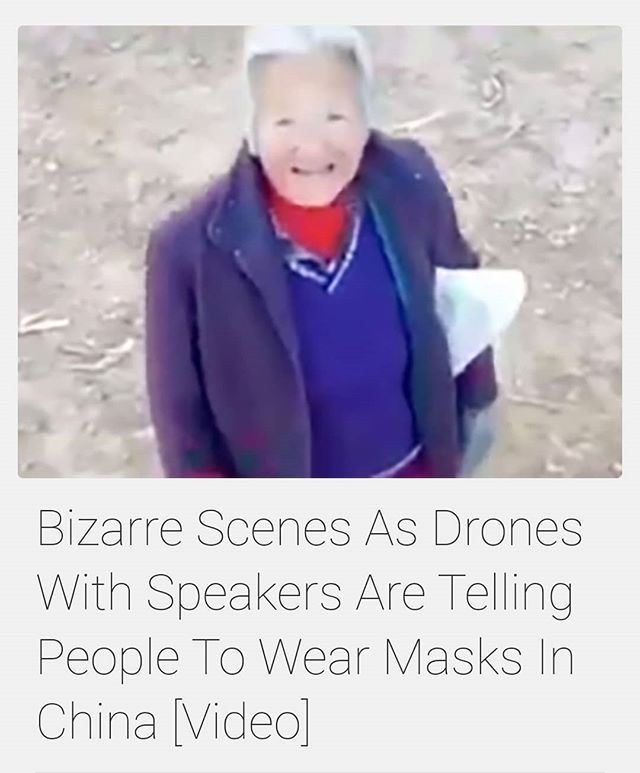 Bizarre Scenes As Drones
With Speakers Are Telling
People To Wear Masks In
China [Video]